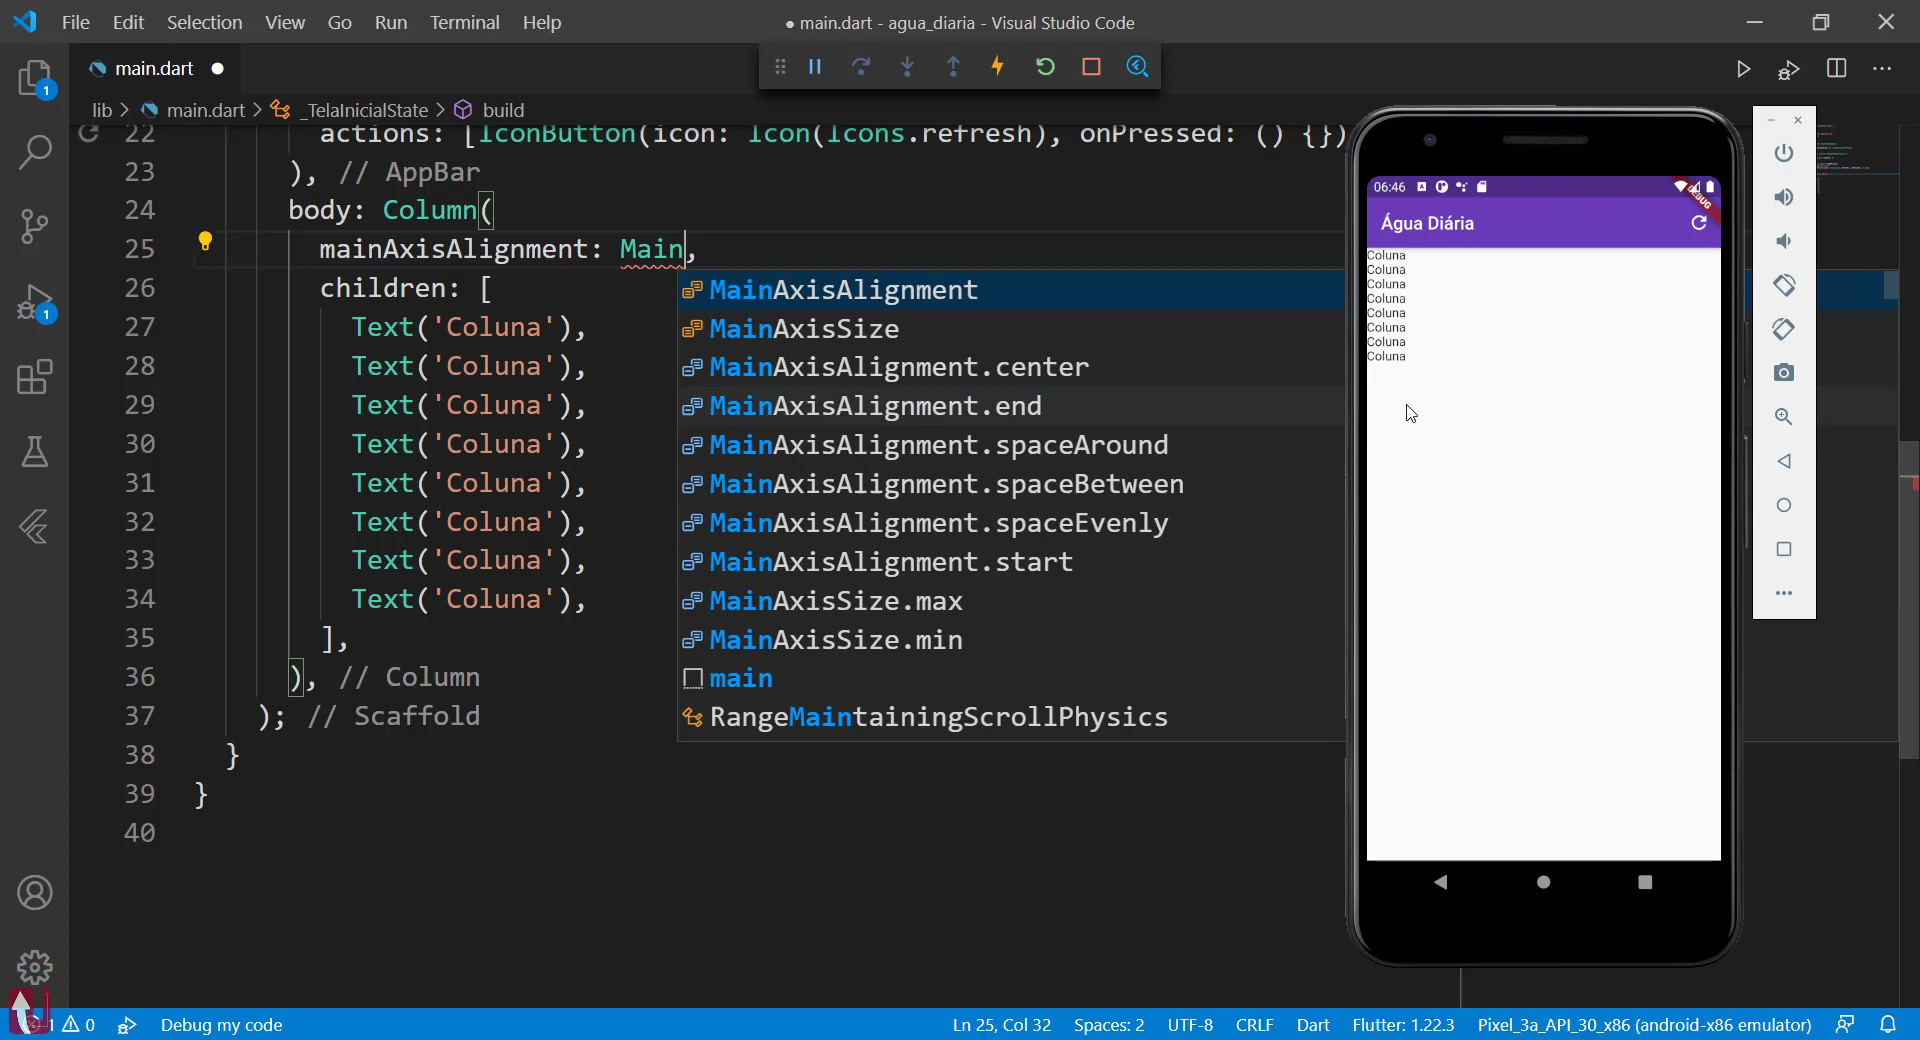 File Edit Selection View Go Run Terminal Help
● main.dart - agua_diaria - Visual Studio Code
main.dart
lib > main.dart > _TelaInicialState > build
22 actions: [IconButton(icon: Icon(Icons.refresh), onPressed: () {})
23 ), // AppBar
24 body: Column(
25 mainAxisAlignment: Main,
26 children: [
27 Text('Coluna'),
28 Text('Coluna'),
29 Text('Coluna'),
30 Text('Coluna'),
31 Text('Coluna'),
32 Text('Coluna'),
33 Text('Coluna'),
34 Text('Coluna'),
35 ],
36 ), // Column
37 ); // Scaffold
38 }
39 }
40
MainAxisAlignment
MainAxisSize
MainAxisAlignment.center
MainAxisAlignment.end
MainAxisAlignment.spaceAround
MainAxisAlignment.spaceBetween
MainAxisAlignment.spaceEvenly
MainAxisAlignment.start
MainAxisSize.max
MainAxisSize.min
main
RangeMaintainingScrollPhysics
1
1
06:46
DEBUG
Água Diária
Coluna
Coluna
Coluna
Coluna
Coluna
Coluna
Coluna
Coluna
1 0 Debug my code
Ln 25, Col 32 Spaces: 2 UTF-8 CRLF Dart Flutter: 1.22.3 Pixel_3a_API_30_x86 (android-x86 emulator)